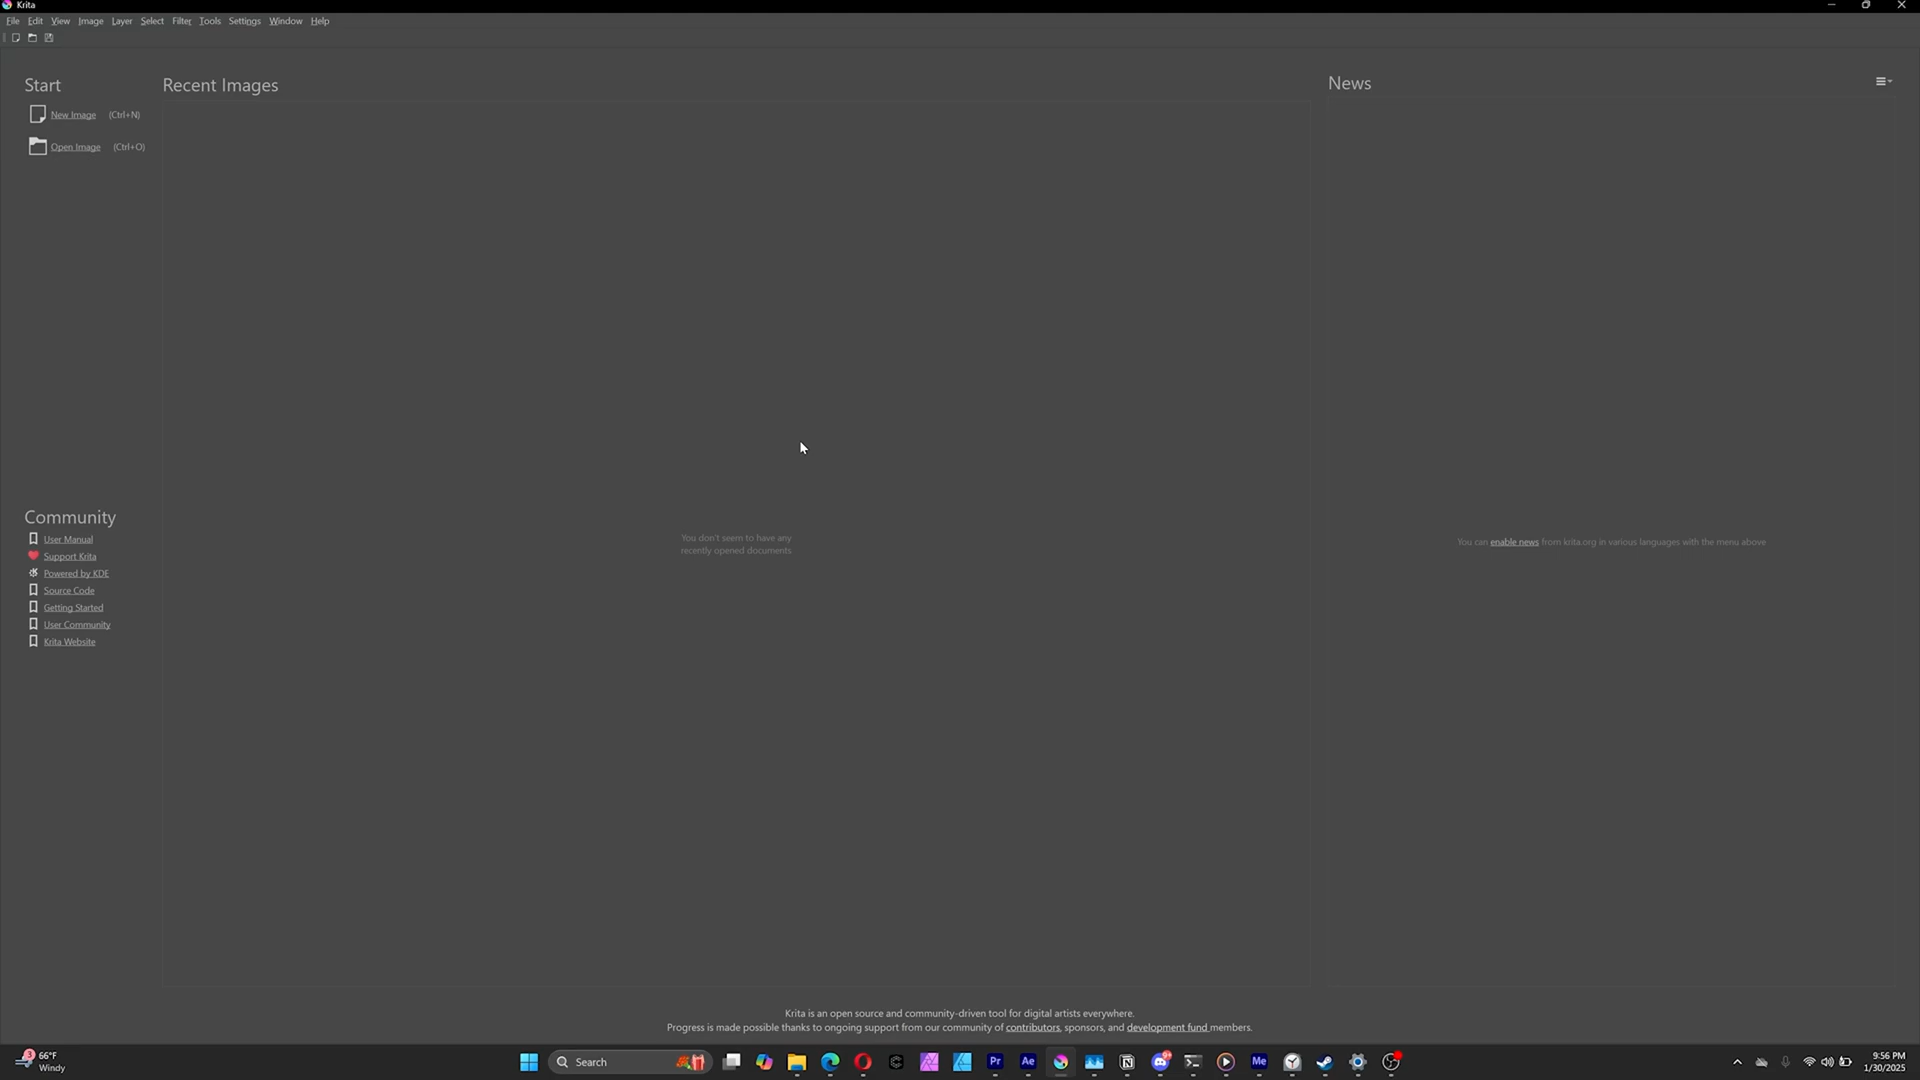 Krita
File Edit View Image Layer Select Filter Tools Settings Window Help
Start
New Image (Ctrl+N)
Open Image (Ctrl+O)
Recent Images
News
You don't seem to have any
recently opened documents
You can enable news from krita.org in various languages with the menu above
Community
User Manual
Support Krita
Powered by KDE
Source Code
Getting Started
User Community
Krita Website
Krita is an open source and community-driven tool for digital artists everywhere.
Progress is made possible thanks to ongoing support from our community of contributors, sponsors, and development fund members.
3
66°F
Windy
Search
Pr
Ae
9+
Me
9:56 PM
1/30/2025